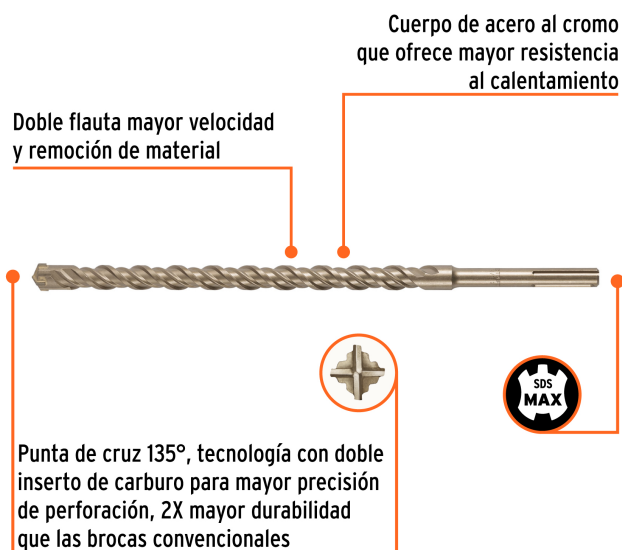 Cuerpo de acero al cromo
que ofrece mayor resistencia
al calentamiento
Doble flauta mayor velocidad
y remoción de material
SDS
MAX
Punta de cruz 135°, tecnología con doble
inserto de carburo para mayor precisión
de perforación, 2X mayor durabilidad
que las brocas convencionales